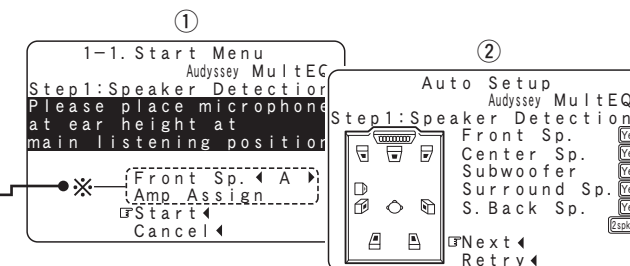 ①
1-1. Start Menu
Audyssey MultEQ
Step1:Speaker Detection
Please place microphone
at ear height at
main listening position
※
Front Sp. ◀ A ▶
Amp Assign
☞Start◀
Cancel◀
②
Auto Setup
Audyssey MultEQ
Step1:Speaker Detection
Front Sp.
Center Sp.
Subwoofer
Surround Sp.
S.Back Sp.
☞Next◀
Retry◀